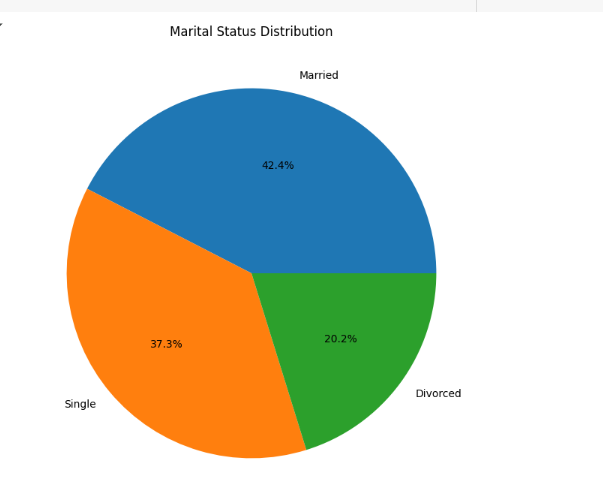 Marital Status Distribution
Married
42.4%
37.3%
20.2%
Single
Divorced